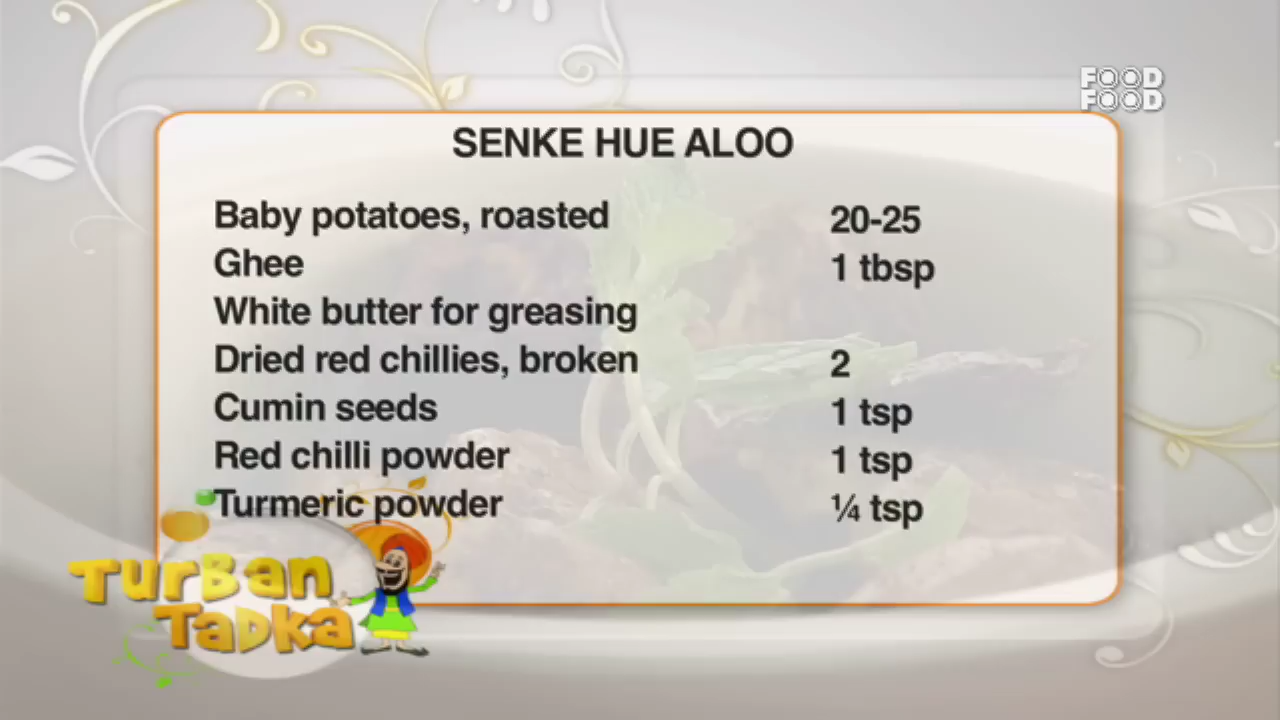 FOOD
FOOD
SENKE HUE ALOO
Baby potatoes, roasted 20-25
Ghee 1 tbsp
White butter for greasing
Dried red chillies, broken 2
Cumin seeds 1 tsp
Red chilli powder 1 tsp
Turmeric powder ¼ tsp
TurBan
TaDKa